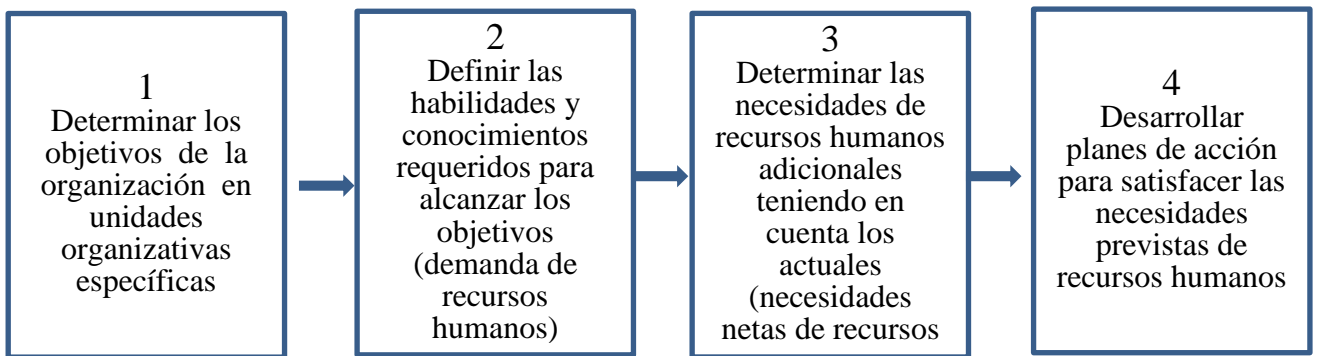 1
Determinar los
objetivos de la
organización en
unidades
organizativas
específicas
2
Definir las
habilidades y
conocimientos
requeridos para
alcanzar los
objetivos
(demanda de
recursos
humanos)
3
Determinar las
necesidades de
recursos humanos
adicionales
teniendo en
cuenta los
actuales
(necesidades
netas de recursos
4
Desarrollar
planes de acción
para satisfacer las
necesidades
previstas de
recursos humanos